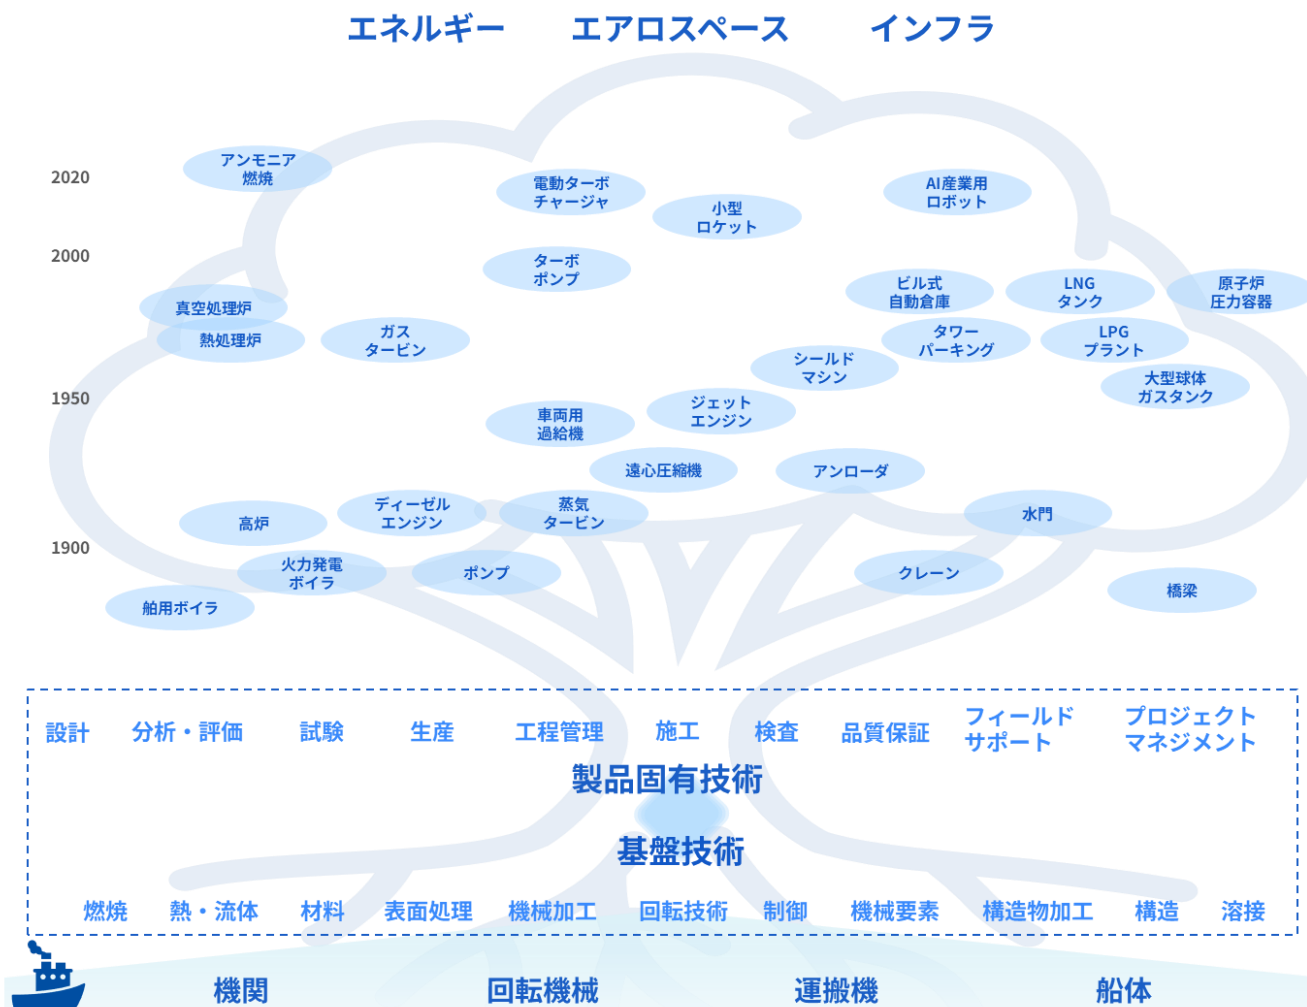 エネルギー エアロスペース インフラ
アンモニア
燃焼
2020
電動ターボ
チャージャ
小型
ロケット
AI産業用
ロボット
2000
ターボ
ポンプ
真空処理炉
熱処理炉
ガス
タービン
ビル式
自動倉庫
LNG
タンク
原子炉
圧力容器
タワー
パーキング
LPG
プラント
シールド
マシン
大型球体
ガスタンク
1950
車両用
過給機
ジェット
エンジン
遠心圧縮機
アンローダ
高炉
ディーゼル
エンジン
蒸気
タービン
水門
1900
火力発電
ボイラ
ポンプ
クレーン
橋梁
舶用ボイラ
設計 分析・評価 試験 生産 工程管理 施工 検査 品質保証
フィールド
サポート
プロジェクト
マネジメント
製品固有技術
基盤技術
燃焼 熱・流体 材料 表面処理 機械加工 回転技術 制御 機械要素 構造物加工 構造 溶接
機関 回転機械 運搬機 船体